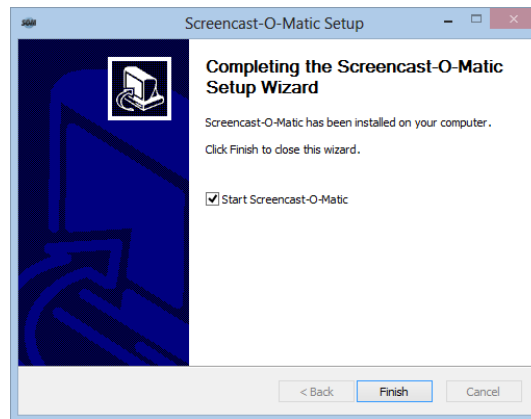 Screencast-O-Matic Setup
Completing the Screencast-O-Matic
Setup Wizard
Screencast-O-Matic has been installed on your computer.
Click Finish to close this wizard.
Start Screencast-O-Matic
< Back Finish Cancel